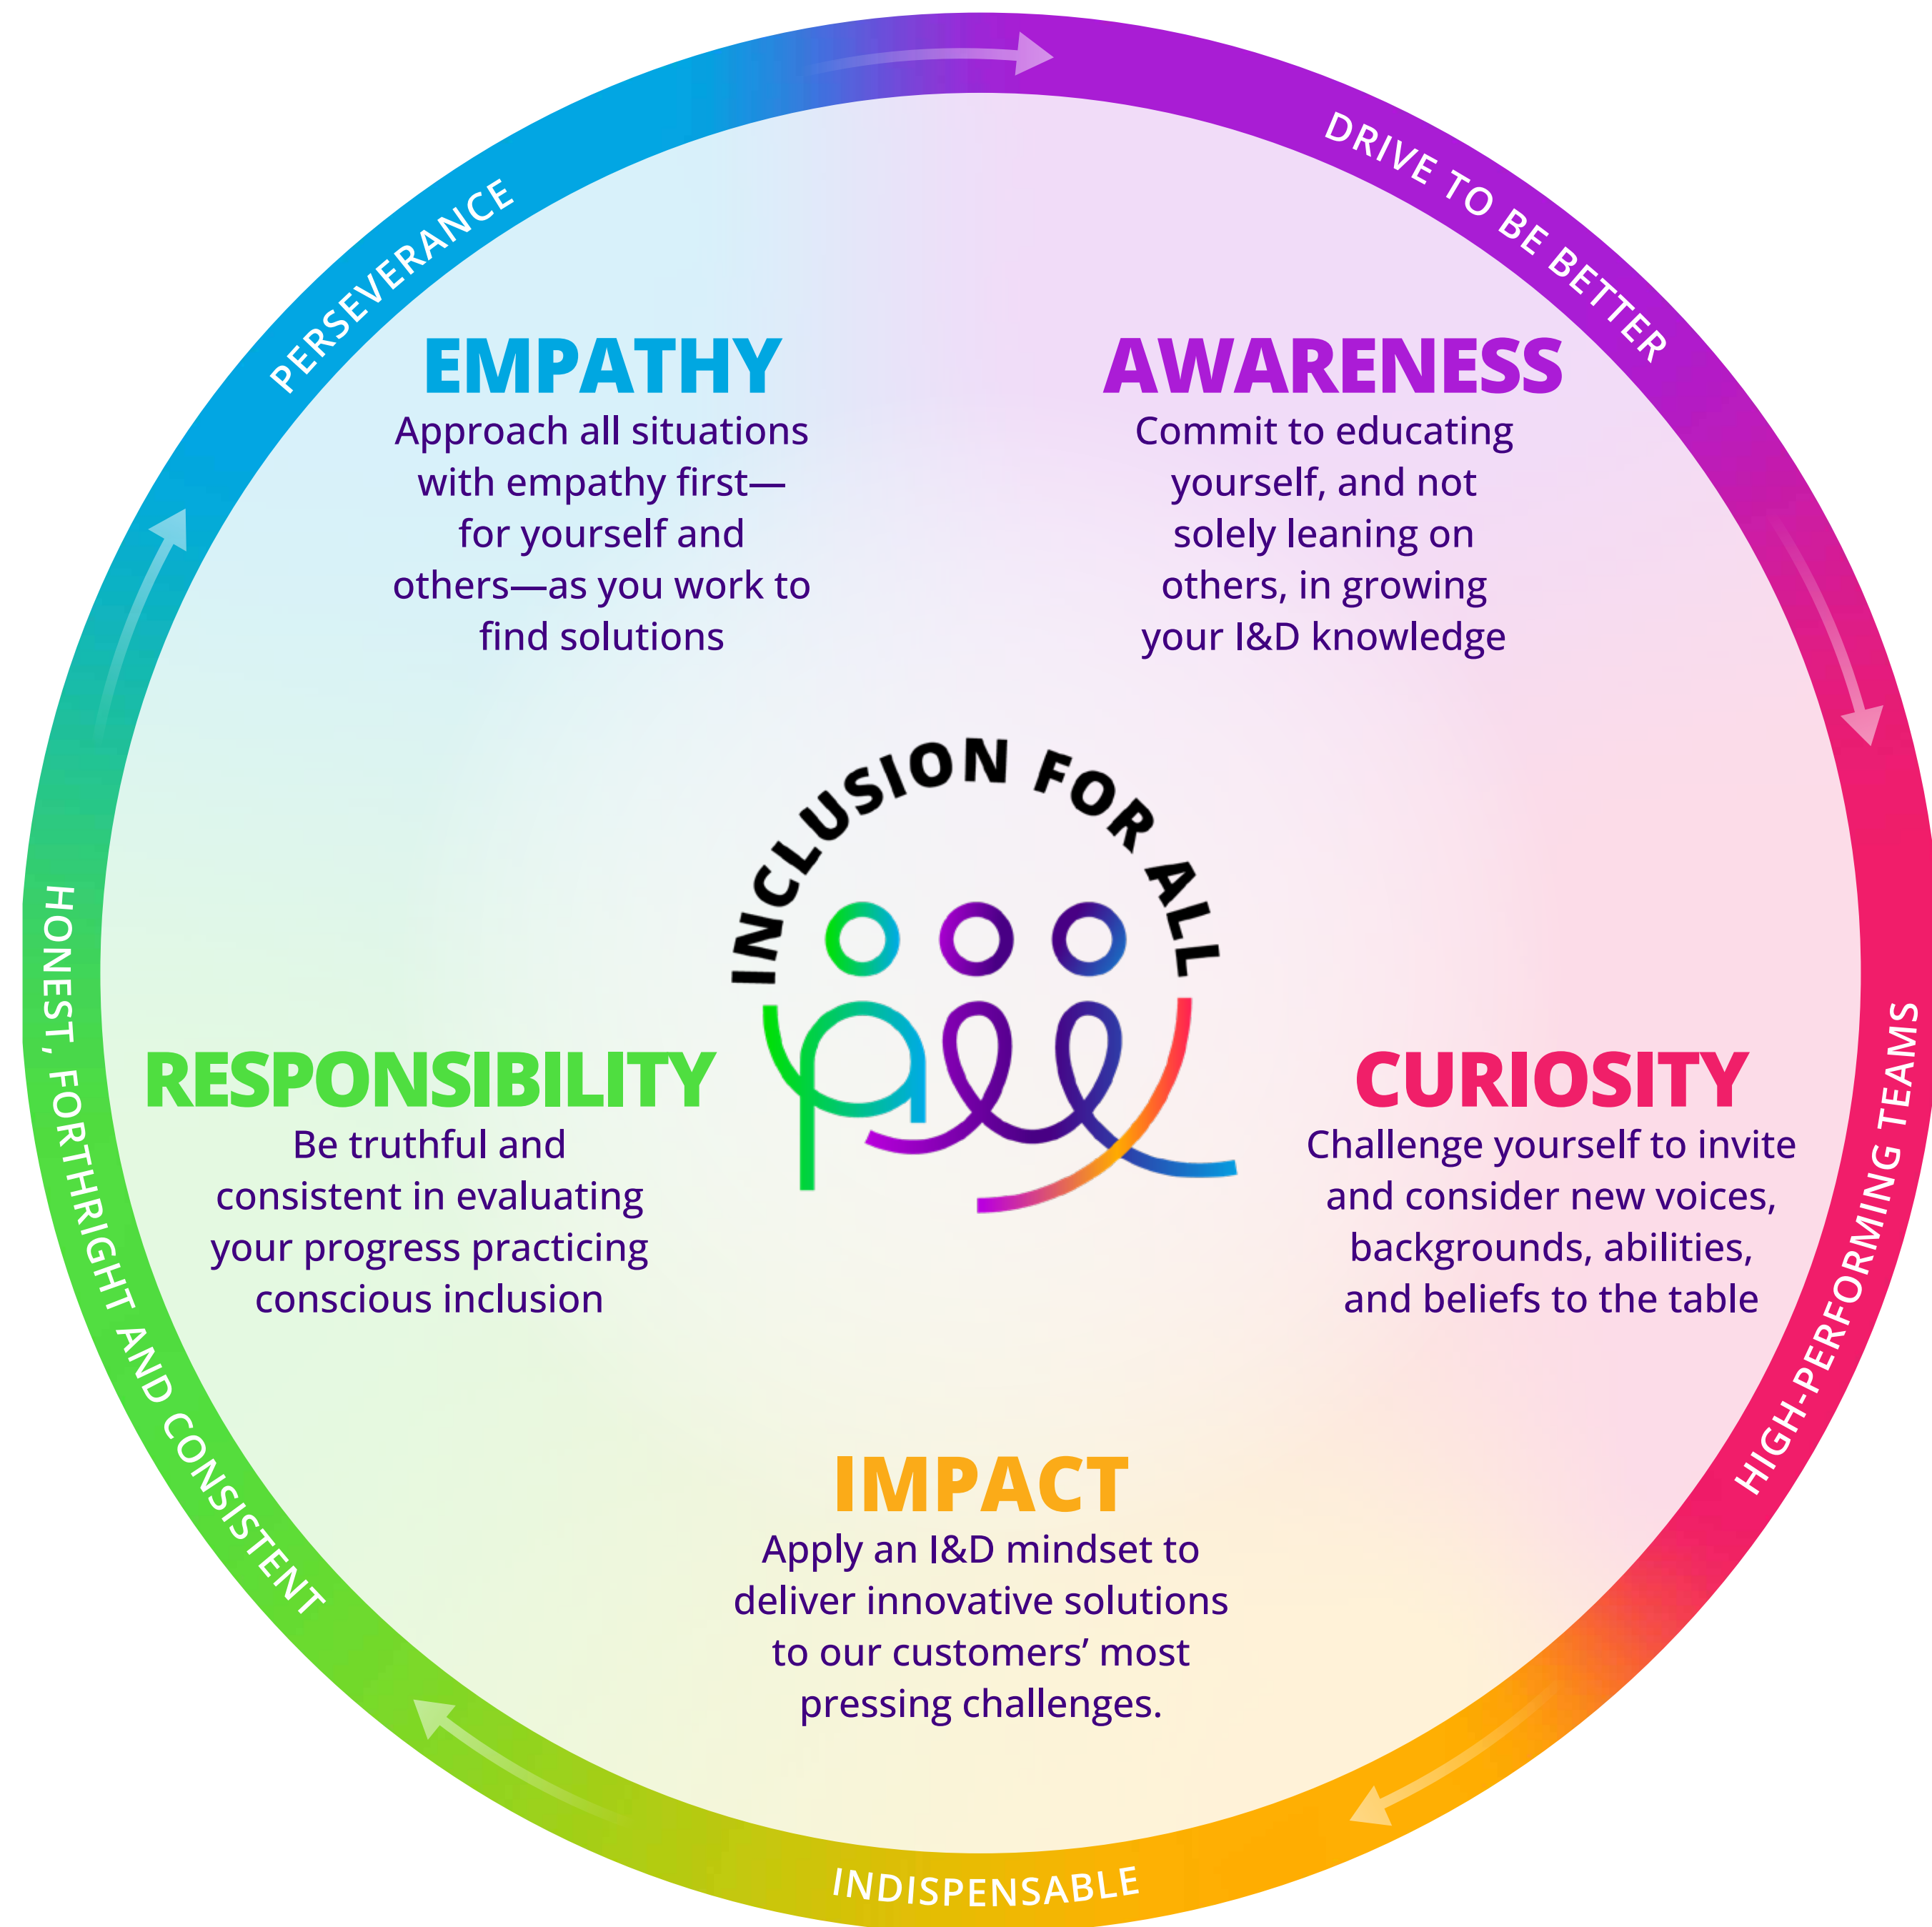 PERSEVERANCE
DRIVE TO BE BETTER
HIGH-PERFORMING TEAMS
INDISPENSABLE
HONEST, FORTHRIGHT AND CONSISTENT
EMPATHY
Approach all situations
with empathy first—
for yourself and
others—as you work to
find solutions
AWARENESS
Commit to educating
yourself, and not
solely leaning on
others, in growing
your I&D knowledge
INCLUSION FOR ALL
RESPONSIBILITY
Be truthful and
consistent in evaluating
your progress practicing
conscious inclusion
CURIOSITY
Challenge yourself to invite
and consider new voices,
backgrounds, abilities,
and beliefs to the table
IMPACT
Apply an I&D mindset to
deliver innovative solutions
to our customers’ most
pressing challenges.